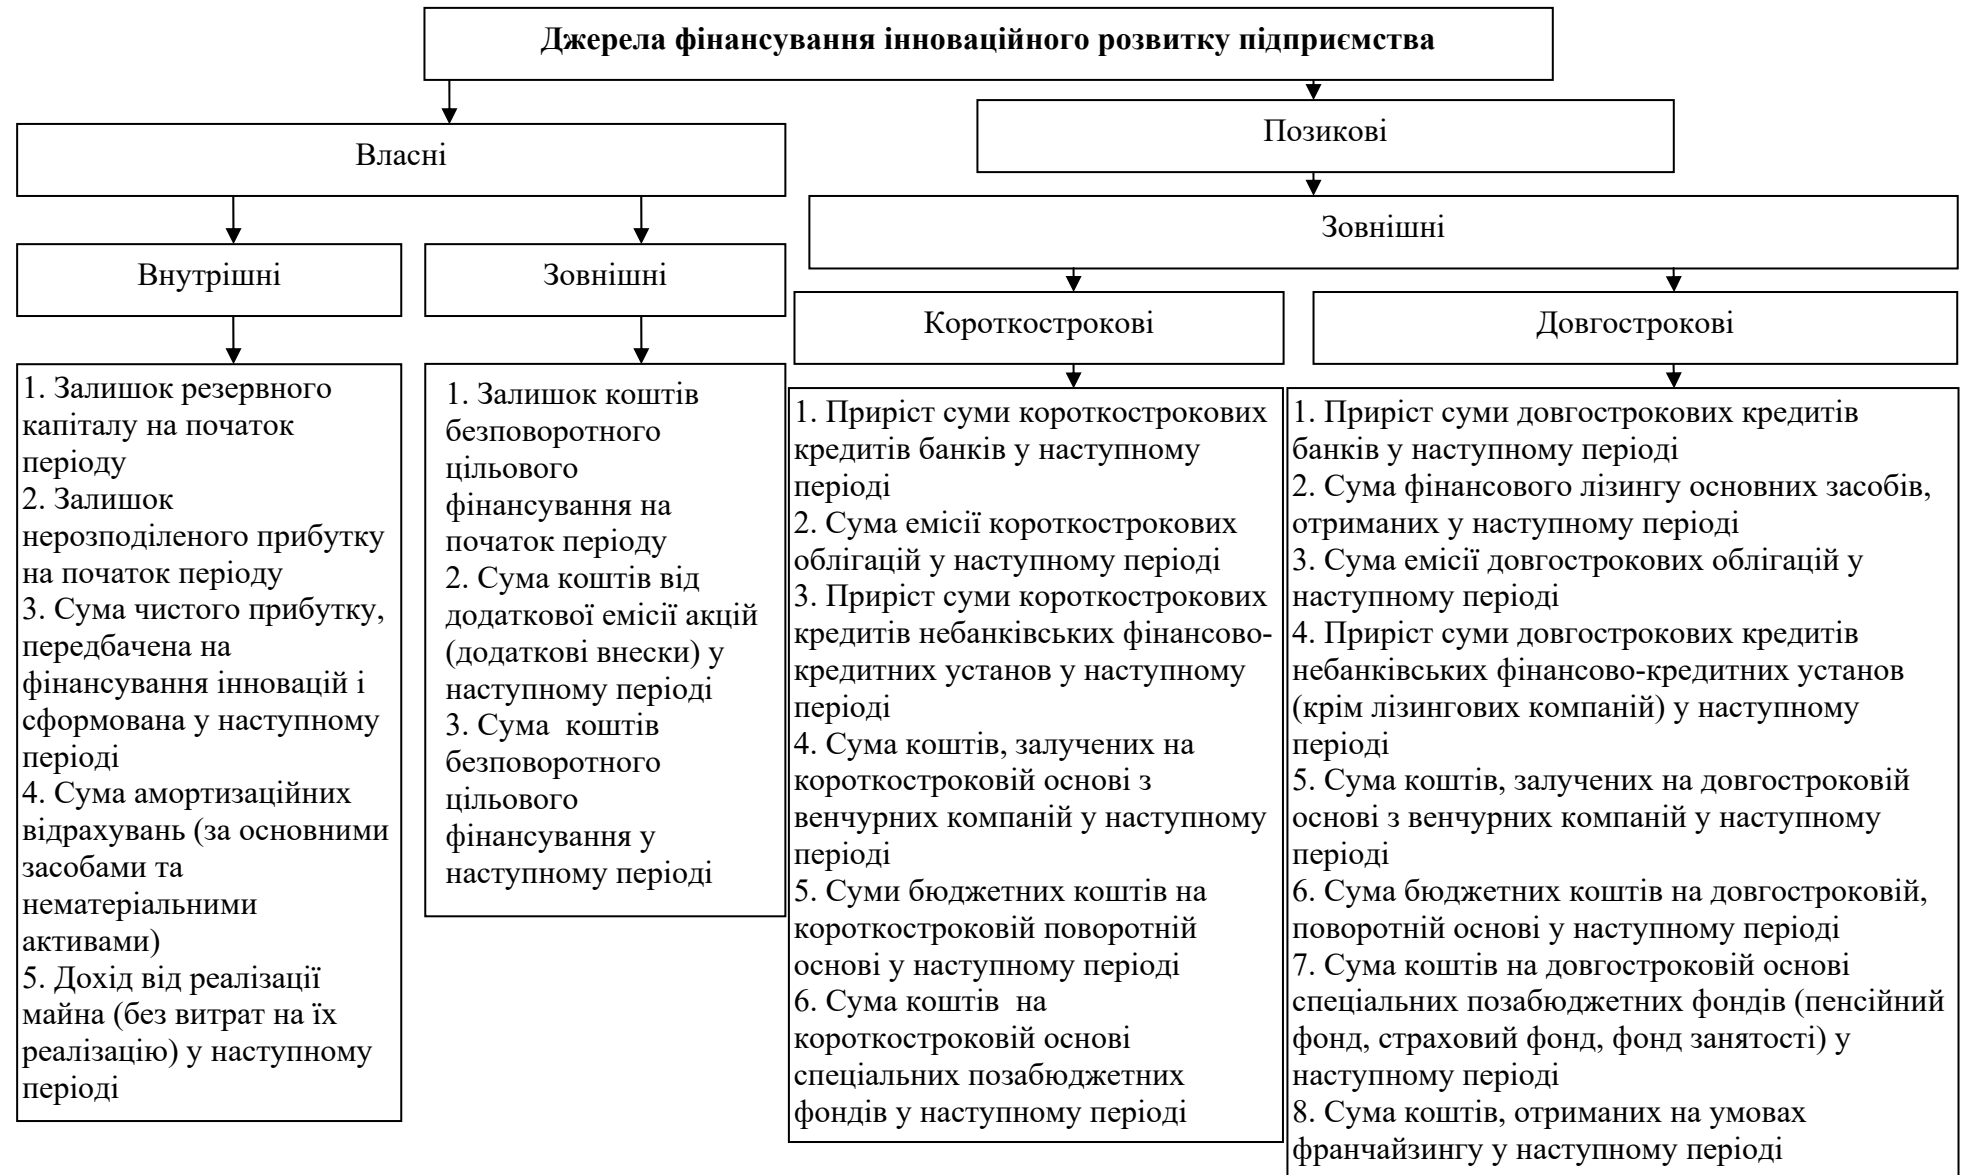 Джерела фінансування інноваційного розвитку підприємства
Власні
Позикові
Внутрішні
Зовнішні
Зовнішні
Короткострокові
Довгострокові
1. Залишок резервного
капіталу на початок
періоду
2. Залишок
нерозподіленого прибутку
на початок періоду
3. Сума чистого прибутку,
передбачена на
фінансування інновацій і
сформована у наступному
періоді
4. Сума амортизаційних
відрахувань (за основними
засобами та
нематеріальними
активами)
5. Дохід від реалізації
майна (без витрат на їх
реалізацію) у наступному
періоді
1. Залишок коштів
безповоротного
цільового
фінансування на
початок періоду
2. Сума коштів від
додаткової емісії акцій
(додаткові внески) у
наступному періоді
3. Сума  коштів
безповоротного
цільового
фінансування у
наступному періоді
1. Приріст суми короткострокових
кредитів банків у наступному
періоді
2. Сума емісії короткострокових
облігацій у наступному періоді
3. Приріст суми короткострокових
кредитів небанківських фінансово-
кредитних установ у наступному
періоді
4. Сума коштів, залучених на
короткостроковій основі з
венчурних компаній у наступному
періоді
5. Суми бюджетних коштів на
короткостроковій поворотній
основі у наступному періоді
6. Сума коштів  на
короткостроковій основі
спеціальних позабюджетних
фондів у наступному періоді
1. Приріст суми довгострокових кредитів
банків у наступному періоді
2. Сума фінансового лізингу основних засобів,
отриманих у наступному періоді
3. Сума емісії довгострокових облігацій у
наступному періоді
4. Приріст суми довгострокових кредитів
небанківських фінансово-кредитних установ
(крім лізингових компаній) у наступному
періоді
5. Сума коштів, залучених на довгостроковій
основі з венчурних компаній у наступному
періоді
6. Сума бюджетних коштів на довгостроковій,
поворотній основі у наступному періоді
7. Сума коштів на довгостроковій основі
спеціальних позабюджетних фондів (пенсійний
фонд, страховий фонд, фонд занятості) у
наступному періоді
8. Сума коштів, отриманих на умовах
франчайзингу у наступному періоді